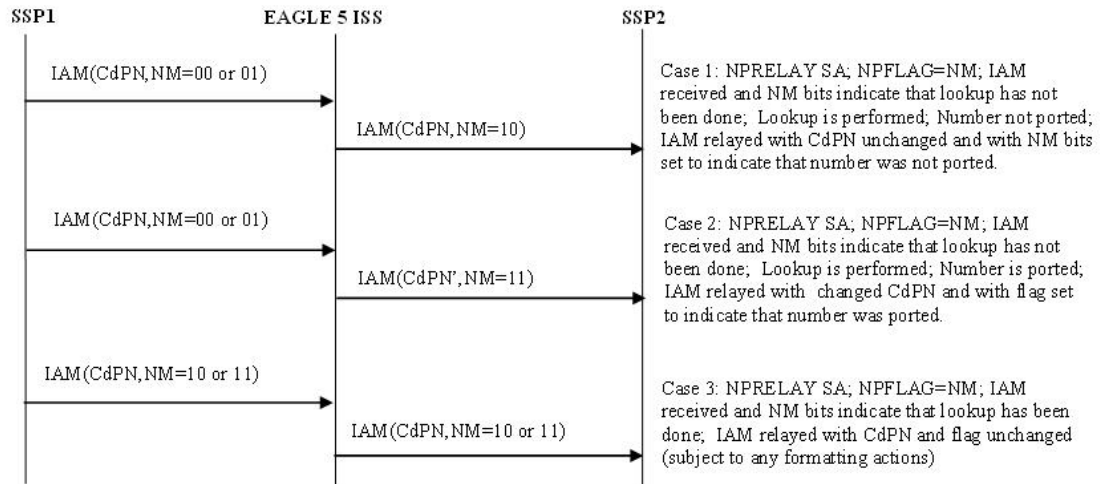 SSP1 EAGLE 5 ISS SSP2
IAM(CdPN,NM=00 or 01)
IAM(CdPN,NM=10)
Case 1: NPRELAY SA; NPFLAG=NM; IAM
received and NM bits indicate that lookup has not
been done; Lookup is performed; Number not ported;
IAM relayed with CdPN unchanged and with NM bits
set to indicate that number was not ported.
IAM(CdPN,NM=00 or 01)
IAM(CdPN',NM=11)
Case 2: NPRELAY SA; NPFLAG=NM; IAM
received and NM bits indicate that lookup has not
been done; Lookup is performed; Number is ported;
IAM relayed with changed CdPN and with flag set
to indicate that number was ported.
IAM(CdPN,NM=10 or 11)
IAM(CdPN,NM=10 or 11)
Case 3: NPRELAY SA; NPFLAG=NM; IAM
received and NM bits indicate that lookup has been
done; IAM relayed with CdPN and flag unchanged
(subject to any formatting actions)